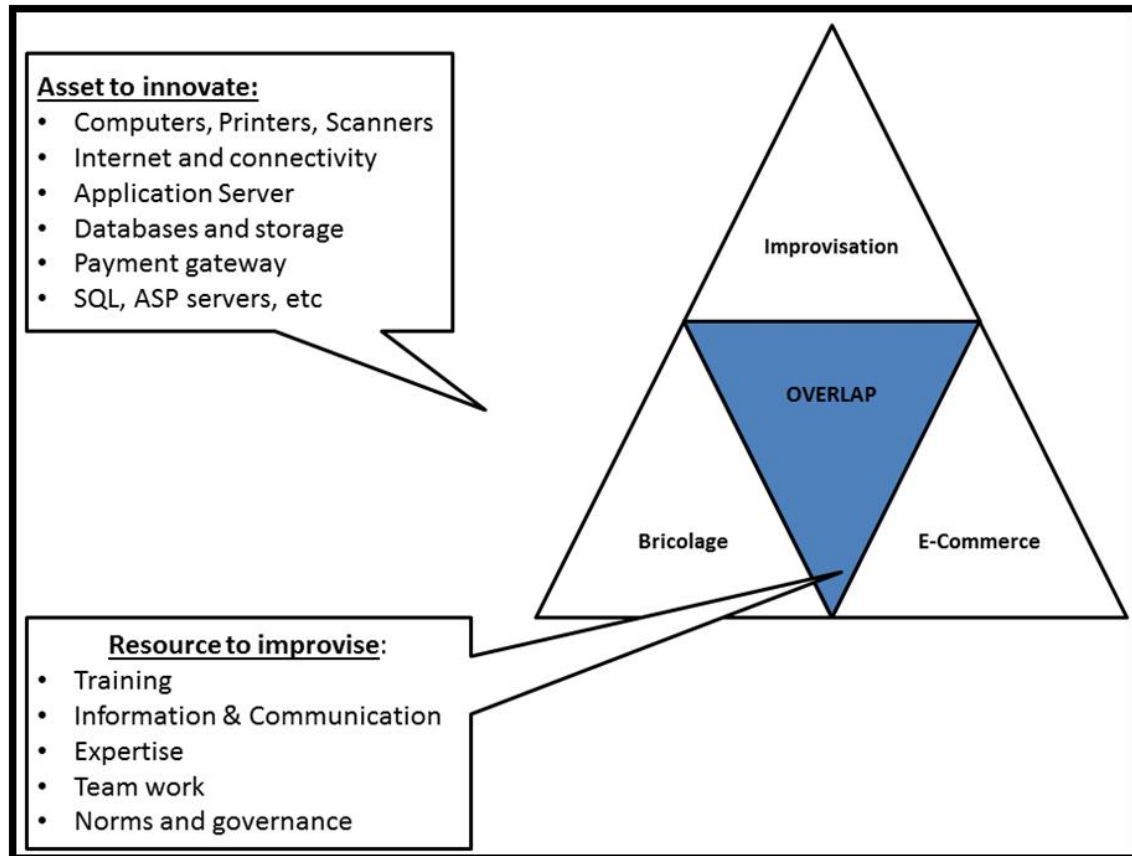 Asset to innovate:
• Computers, Printers, Scanners
• Internet and connectivity
• Application Server
• Databases and storage
• Payment gateway
• SQL, ASP servers, etc
Improvisation
OVERLAP
Bricolage
E-Commerce
Resource to improvise:
• Training
• Information & Communication
• Expertise
• Team work
• Norms and governance